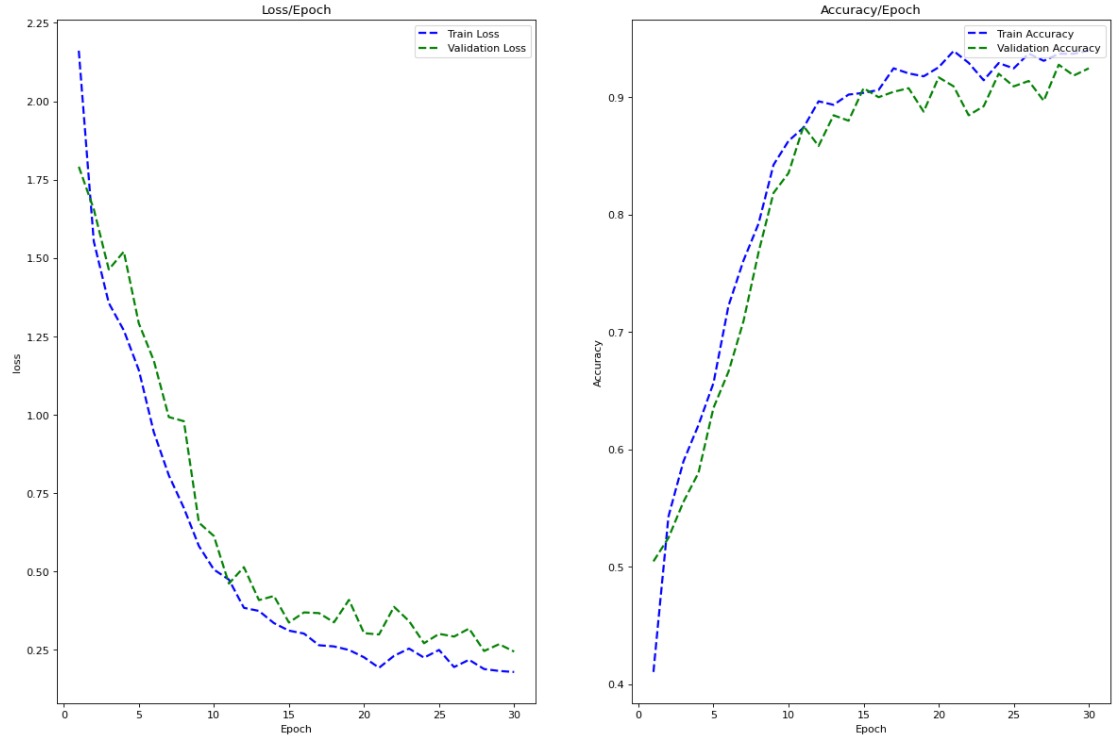 Loss/Epoch
2.25
2.00
1.75
1.50
1.25
1.00
0.75
0.50
0.25
loss
0 5 10 15 20 25 30
Epoch
Train Loss
Validation Loss
Accuracy/Epoch
0.9
0.8
0.7
0.6
0.5
0.4
Accuracy
0 5 10 15 20 25 30
Epoch
Train Accuracy
Validation Accuracy